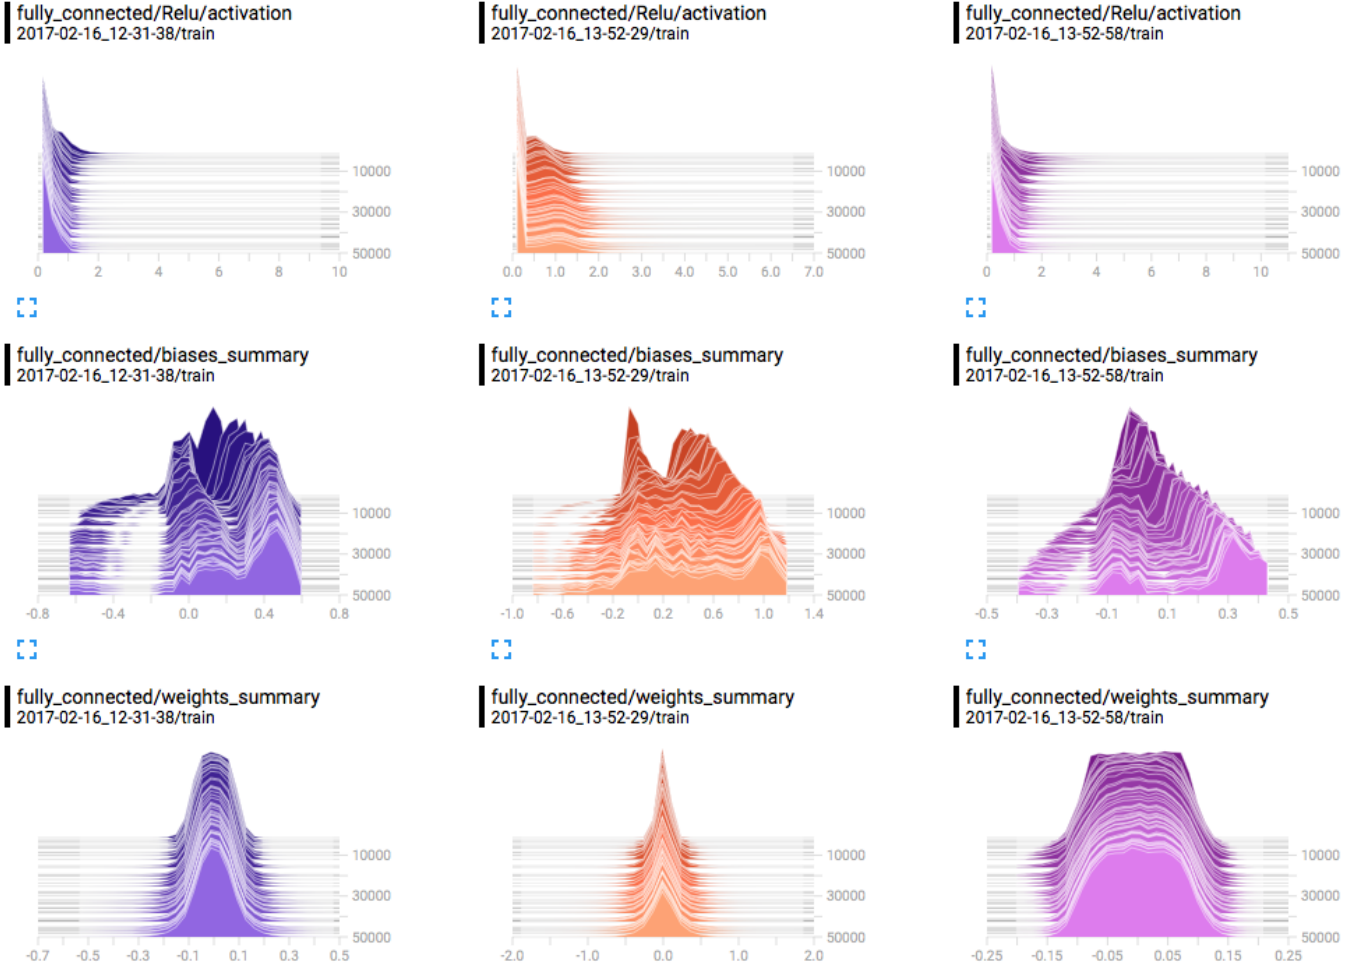 fully_connected/Relu/activation
2017-02-16_12-31-38/train
10000
30000
50000
0 2 4 6 8 10
fully_connected/Relu/activation
2017-02-16_13-52-29/train
10000
30000
50000
0.0 1.0 2.0 3.0 4.0 5.0 6.0 7.0
fully_connected/Relu/activation
2017-02-16_13-52-58/train
10000
30000
50000
0 2 4 6 8 10
fully_connected/biases_summary
2017-02-16_12-31-38/train
10000
30000
50000
-0.8 -0.4 0.0 0.4 0.8
fully_connected/biases_summary
2017-02-16_13-52-29/train
10000
30000
50000
-1.0 -0.6 -0.2 0.2 0.6 1.0 1.4
fully_connected/biases_summary
2017-02-16_13-52-58/train
10000
30000
50000
-0.5 -0.3 -0.1 0.1 0.3 0.5
fully_connected/weights_summary
2017-02-16_12-31-38/train
10000
30000
50000
-0.7 -0.5 -0.3 -0.1 0.1 0.3 0.5
fully_connected/weights_summary
2017-02-16_13-52-29/train
10000
30000
50000
-2.0 -1.0 0.0 1.0 2.0
fully_connected/weights_summary
2017-02-16_13-52-58/train
10000
30000
50000
-0.25 -0.15 -0.05 0.05 0.15 0.25